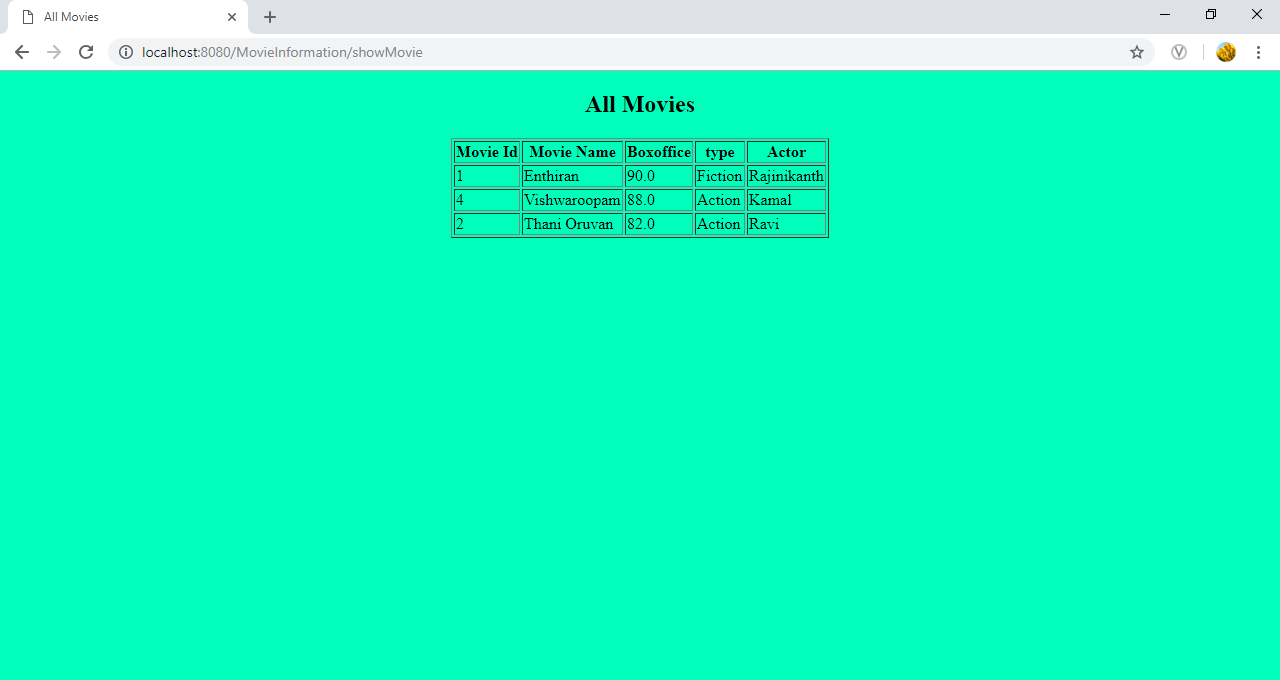 All Movies
localhost:8080/MovieInformation/showMovie
All Movies
Movie Id Movie Name Boxoffice type Actor
1 Enthiran 90.0 Fiction Rajinikanth
4 Vishwaroopam 88.0 Action Kamal
2 Thani Oruvan 82.0 Action Ravi